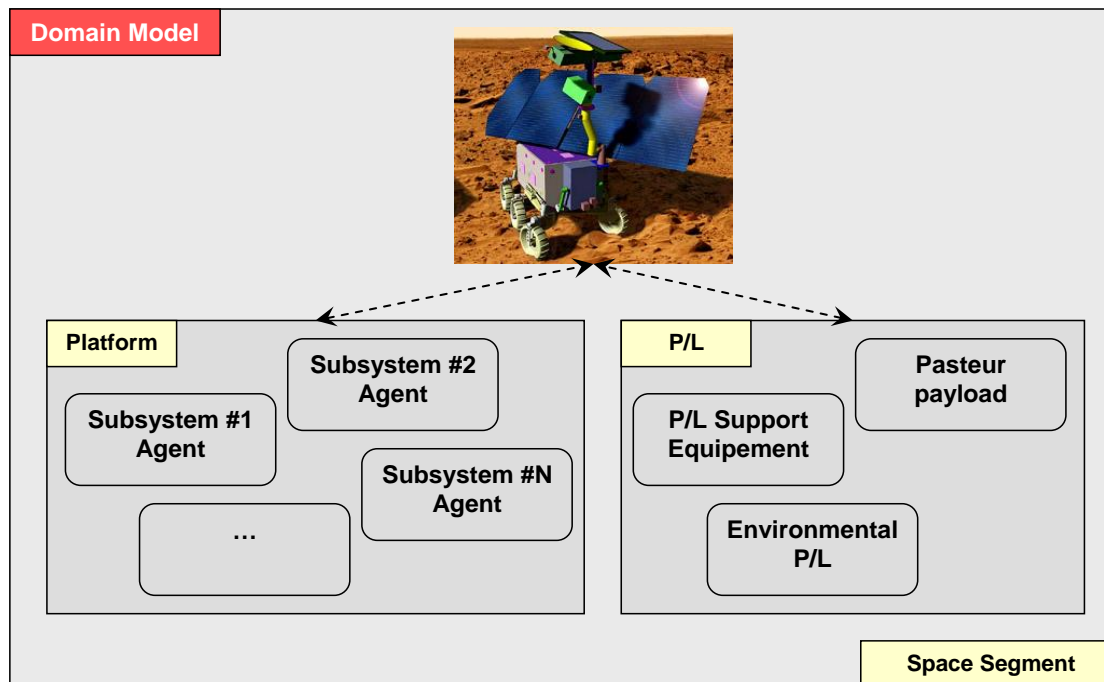 Domain Model
Platform
Subsystem #2
Agent
Subsystem #1
Agent
Subsystem #N
Agent
…
P/L
Pasteur
payload
P/L Support
Equipement
Environmental
P/L
Space Segment